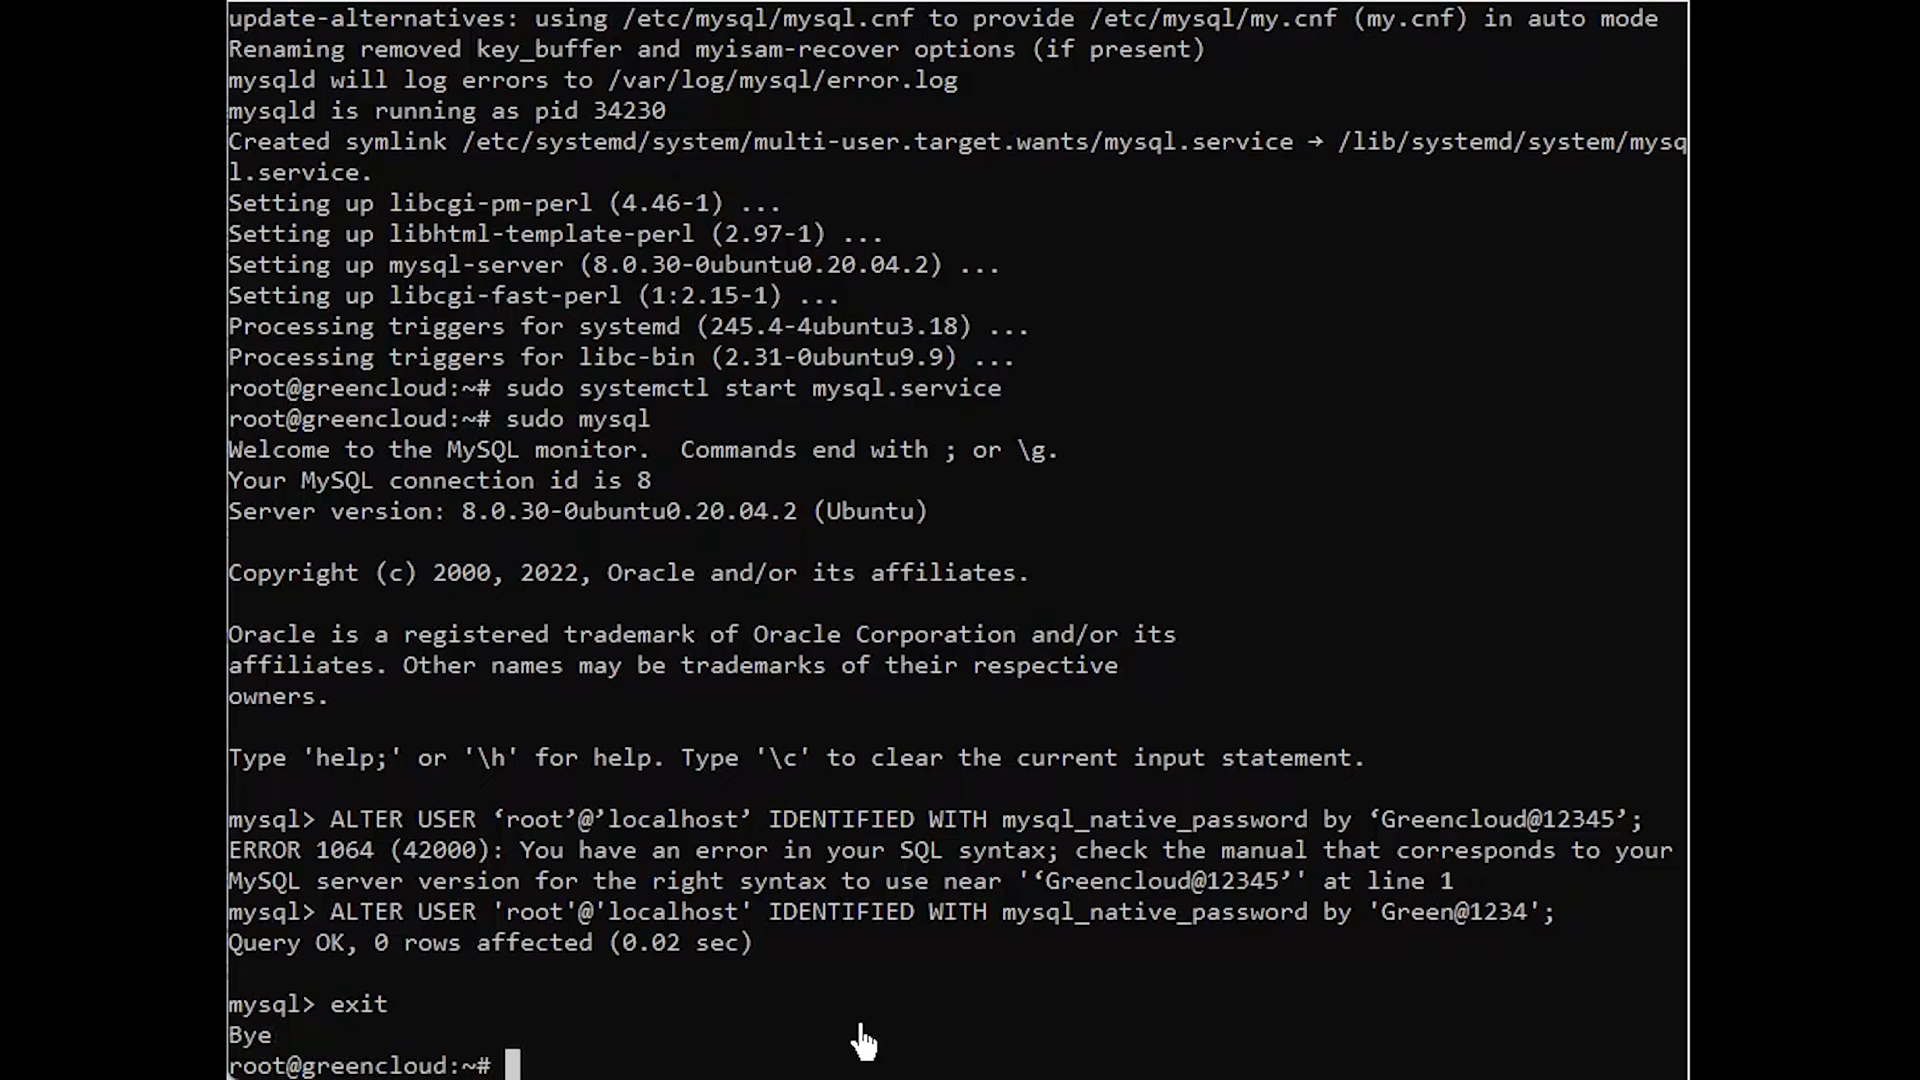 update-alternatives: using /etc/mysql/mysql.cnf to provide /etc/mysql/my.cnf (my.cnf) in auto mode
Renaming removed key_buffer and myisam-recover options (if present)
mysqld will log errors to /var/log/mysql/error.log
mysqld is running as pid 34230
Created symlink /etc/systemd/system/multi-user.target.wants/mysql.service → /lib/systemd/system/mysq
l.service.
Setting up libcgi-pm-perl (4.46-1) ...
Setting up libhtml-template-perl (2.97-1) ...
Setting up mysql-server (8.0.30-0ubuntu0.20.04.2) ...
Setting up libcgi-fast-perl (1:2.15-1) ...
Processing triggers for systemd (245.4-4ubuntu3.18) ...
Processing triggers for libc-bin (2.31-0ubuntu9.9) ...
root@greencloud:~# sudo systemctl start mysql.service
root@greencloud:~# sudo mysql
Welcome to the MySQL monitor.  Commands end with ; or \g.
Your MySQL connection id is 8
Server version: 8.0.30-0ubuntu0.20.04.2 (Ubuntu)
Copyright (c) 2000, 2022, Oracle and/or its affiliates.
Oracle is a registered trademark of Oracle Corporation and/or its
affiliates. Other names may be trademarks of their respective
owners.
Type 'help;' or '\h' for help. Type '\c' to clear the current input statement.
mysql> ALTER USER ‘root’@’localhost’ IDENTIFIED WITH mysql_native_password by ‘Greencloud@12345’;
ERROR 1064 (42000): You have an error in your SQL syntax; check the manual that corresponds to your
MySQL server version for the right syntax to use near '‘Greencloud@12345’' at line 1
mysql> ALTER USER 'root'@'localhost' IDENTIFIED WITH mysql_native_password by 'Green@1234';
Query OK, 0 rows affected (0.02 sec)
mysql> exit
Bye
root@greencloud:~#